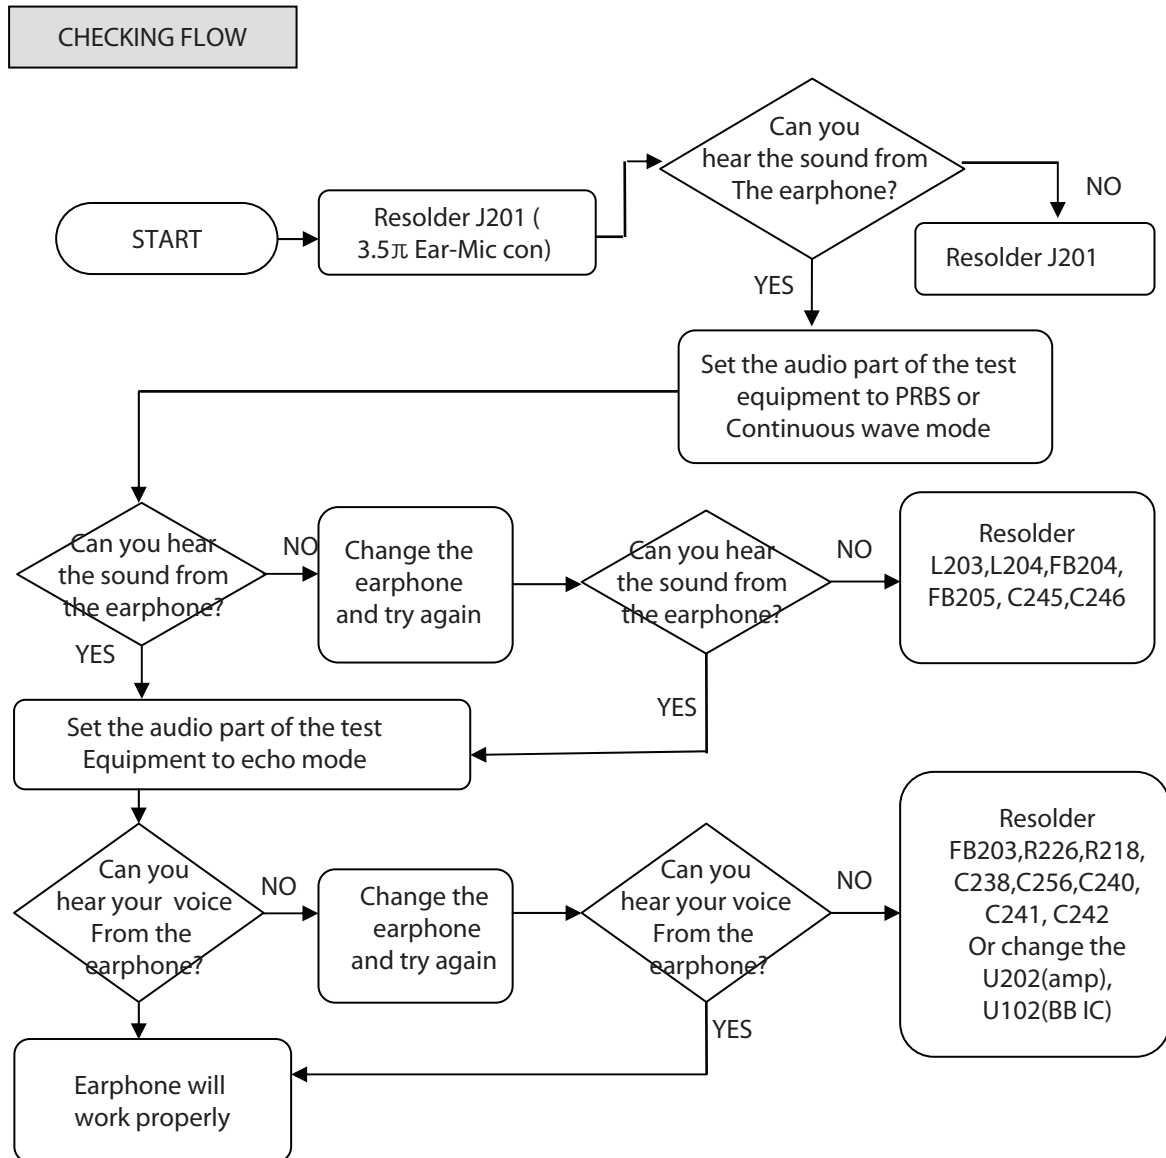 CHECKING FLOW
Can you
hear the sound from
The earphone?
NO
START
Resolder J201 (
3.5π Ear-Mic con)
Resolder J201
YES
Set the audio part of the test
equipment to PRBS or
Continuous wave mode
Can you hear
the sound from
the earphone?
NO
Change the
earphone
and try again
Can you hear
the sound from
the earphone?
NO
Resolder
L203,L204,FB204,
FB205, C245,C246
YES
YES
Set the audio part of the test
Equipment to echo mode
Can you
hear your voice
From the
earphone?
NO
Change the
earphone
and try again
Can you
hear your voice
From the
earphone?
NO
Resolder
FB203,R226,R218,
C238,C256,C240,
C241, C242
Or change the
U202(amp),
U102(BB IC)
YES
Earphone will
work properly